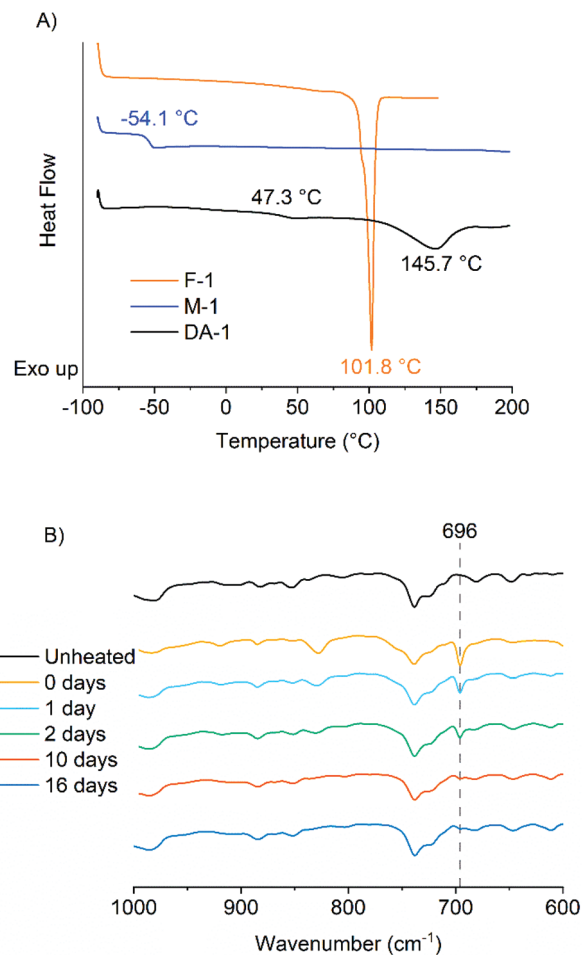 A)
-54.1 °C
47.3 °C
145.7 °C
101.8 °C
Heat Flow
F-1
M-1
DA-1
Exo up
-100 -50 0 50 100 150 200
Temperature (°C)
B)
696
Unheated
0 days
1 day
2 days
10 days
16 days
1000 900 800 700 600
Wavenumber (cm⁻¹)